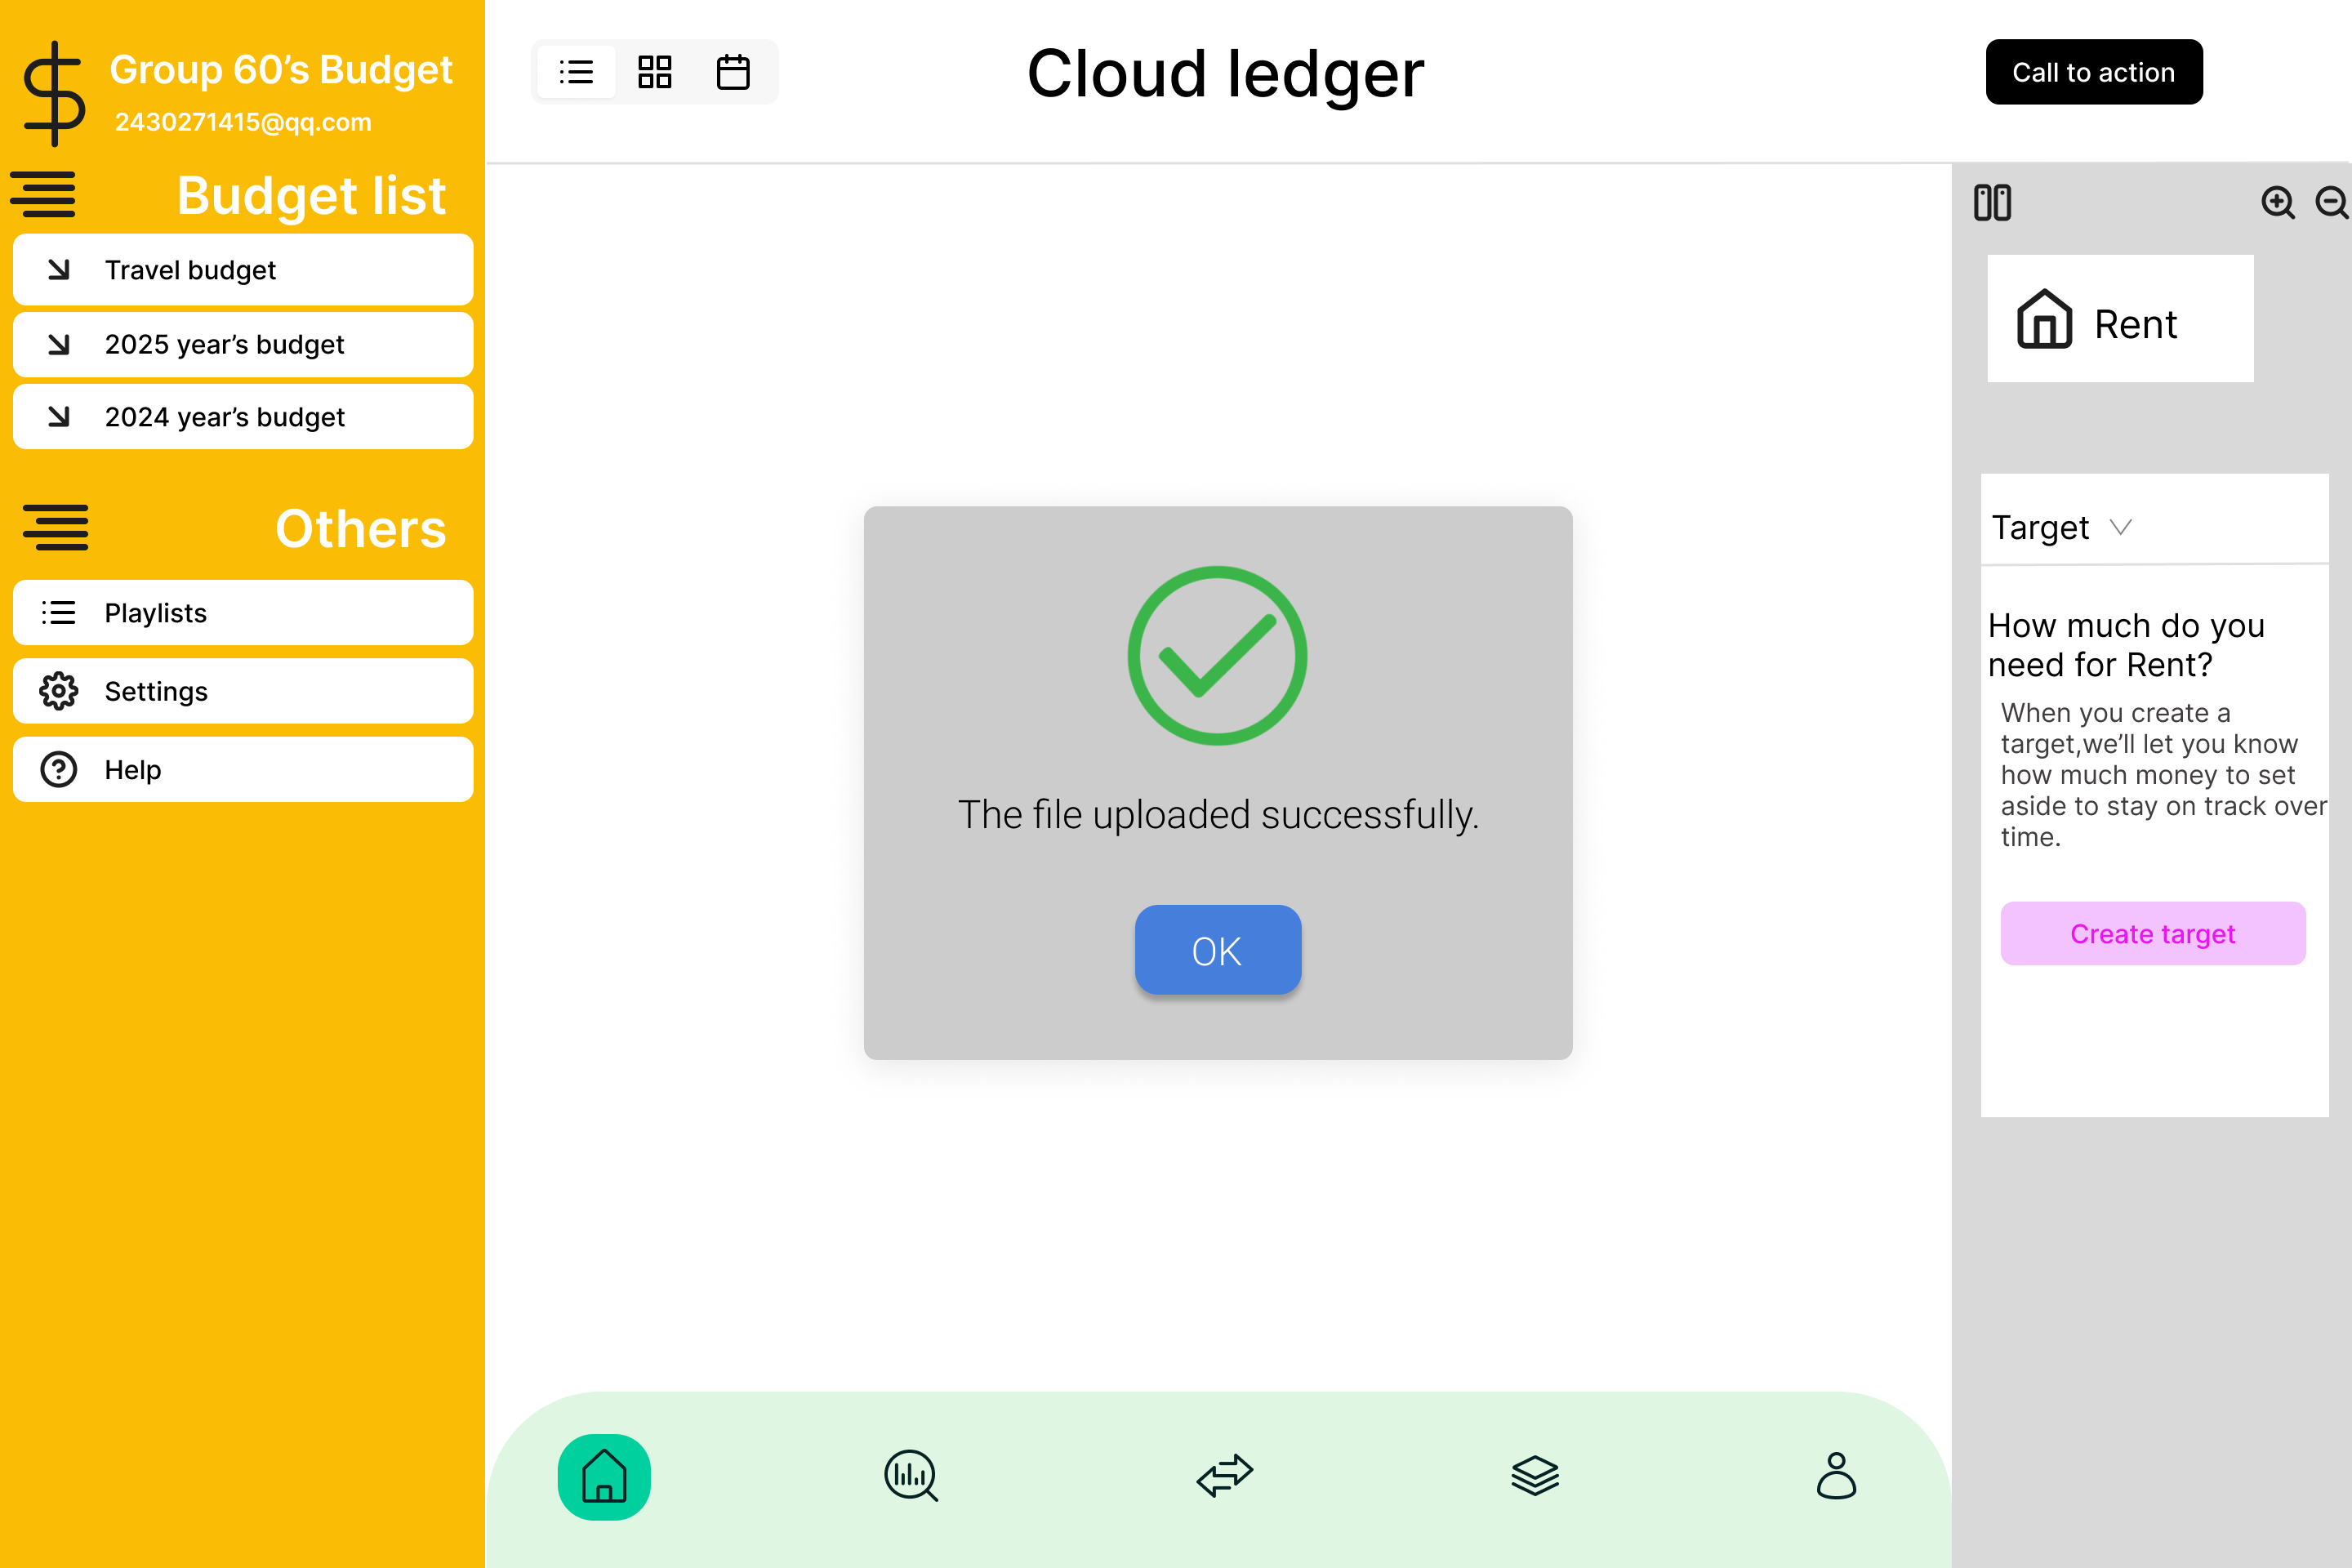 Group 60’s Budget
2430271415@qq.com
Budget list
Travel budget
2025 year’s budget
2024 year’s budget
Others
Playlists
Settings
Help
Cloud ledger
Call to action
The file uploaded successfully.
OK
Rent
Target
How much do you
need for Rent?
When you create a
target,we’ll let you know
how much money to set
aside to stay on track over
time.
Create target